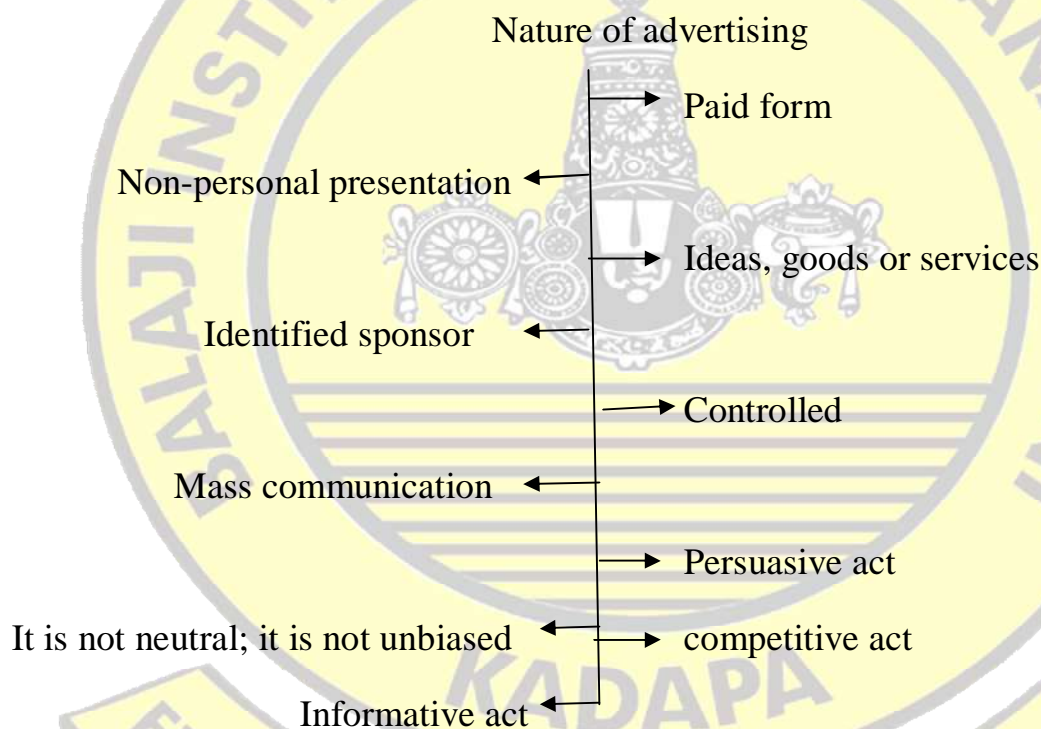 Nature of advertising
Paid form
Non-personal presentation
Ideas, goods or services
Identified sponsor
Controlled
Mass communication
Persuasive act
It is not neutral; it is not unbiased
competitive act
Informative act
BALAJI
KADAPA